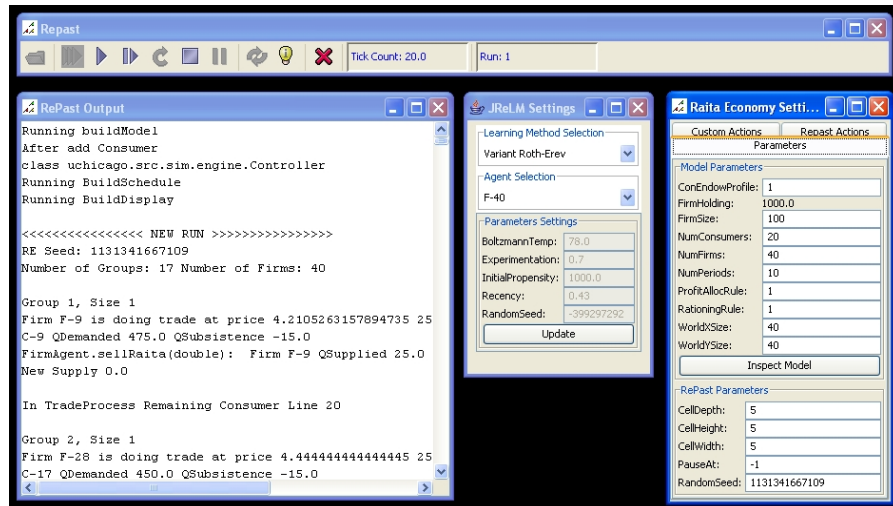 Repast
Tick Count: 20.0
Run: 1
RePast Output
Running buildModel
After add Consumer
class uchicago.src.sim.engine.Controller
Running BuildSchedule
Running BuildDisplay
<<<<<<<<<<<<<<<< NEW RUN >>>>>>>>>>>>>>>>
RE Seed: 1131341667109
Number of Groups: 17 Number of Firms: 40
Group 1, Size 1
Firm F-9 is doing trade at price 4.2105263157894735 25
C-9 QDemanded 475.0 QSubsistence -15.0
FirmAgent.sellRaita(double): Firm F-9 QSupplied 25.0
New Supply 0.0
In TradeProcess Remaining Consumer Line 20
Group 2, Size 1
Firm F-28 is doing trade at price 4.444444444444445 25
C-17 QDemanded 450.0 QSubsistence -15.0
JReLM Settings
Learning Method Selection
Variant Roth-Erev
Agent Selection
F-40
Parameters Settings
BoltzmannTemp: 78.0
Experimentation: 0.7
InitialPropensity: 1000.0
Recency: 0.43
RandomSeed: -399297292
Update
Raita Economy Setti...
Custom Actions
Repast Actions
Parameters
Model Parameters
ConEndowProfile: 1
FirmHolding: 1000.0
FirmSize: 100
NumConsumers: 20
NumFirms: 40
NumPeriods: 10
ProfitAllocRule: 1
RationingRule: 1
WorldXSize: 40
WorldYSize: 40
Inspect Model
RePast Parameters
CellDepth: 5
CellHeight: 5
CellWidth: 5
PauseAt: -1
RandomSeed: 1131341667109